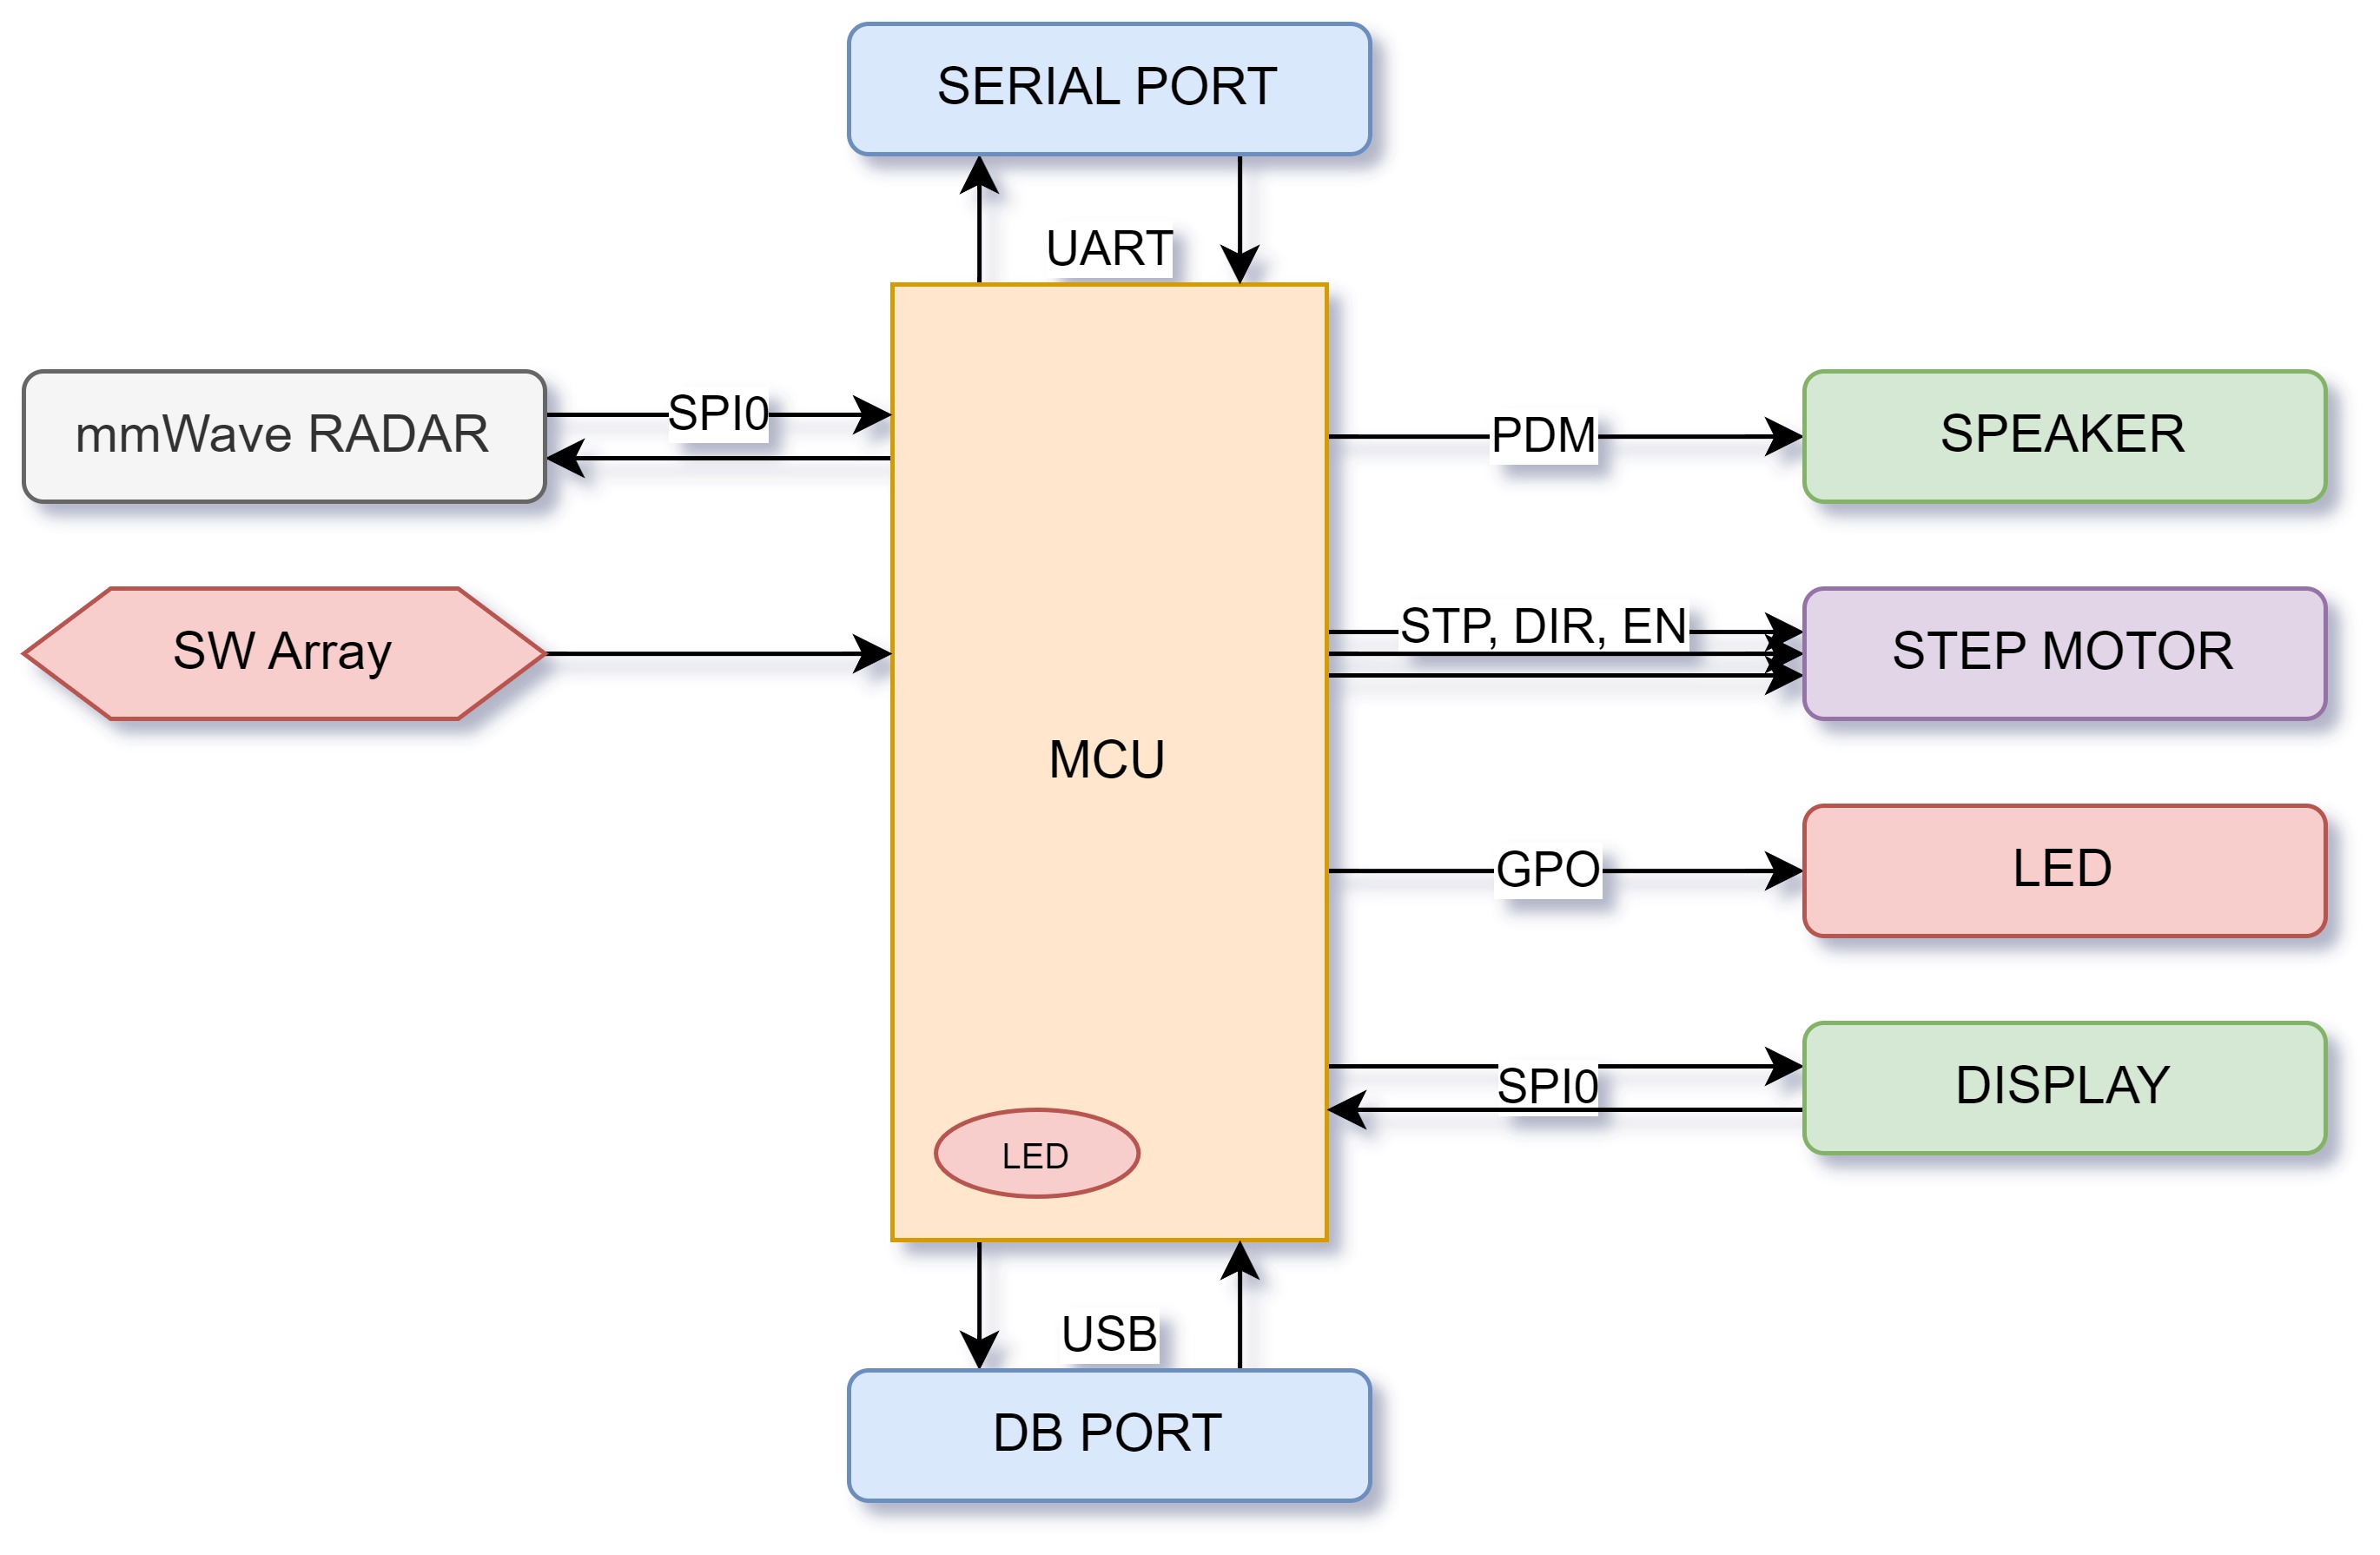 SERIAL PORT
UART
mmWave RADAR
SPI0
PDM
SPEAKER
SW Array
STP, DIR, EN
STEP MOTOR
MCU
GPO
LED
SPI0
DISPLAY
LED
USB
DB PORT